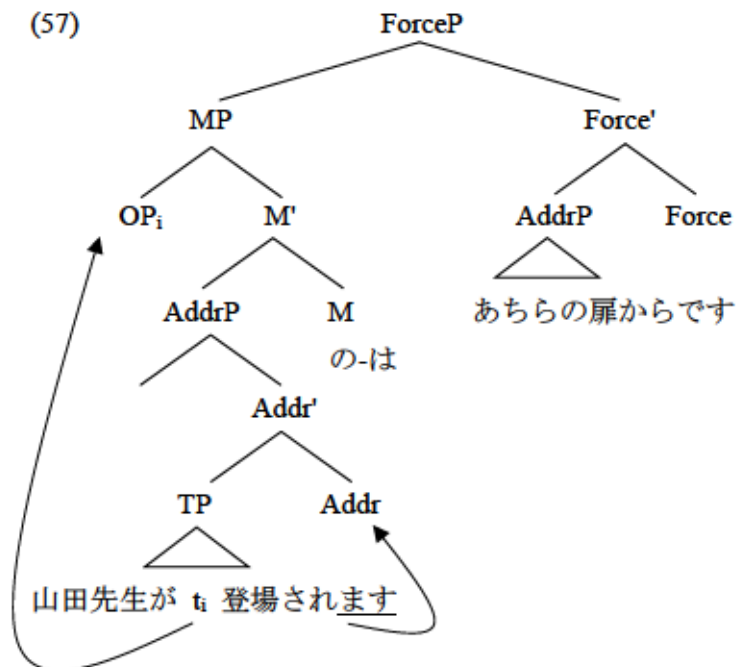 (57) ForceP
MP Force'
OPi M' AddrP Force
AddrP M あちらの扉からです
の-は
Addr'
TP Addr
山田先生が ti 登場されます